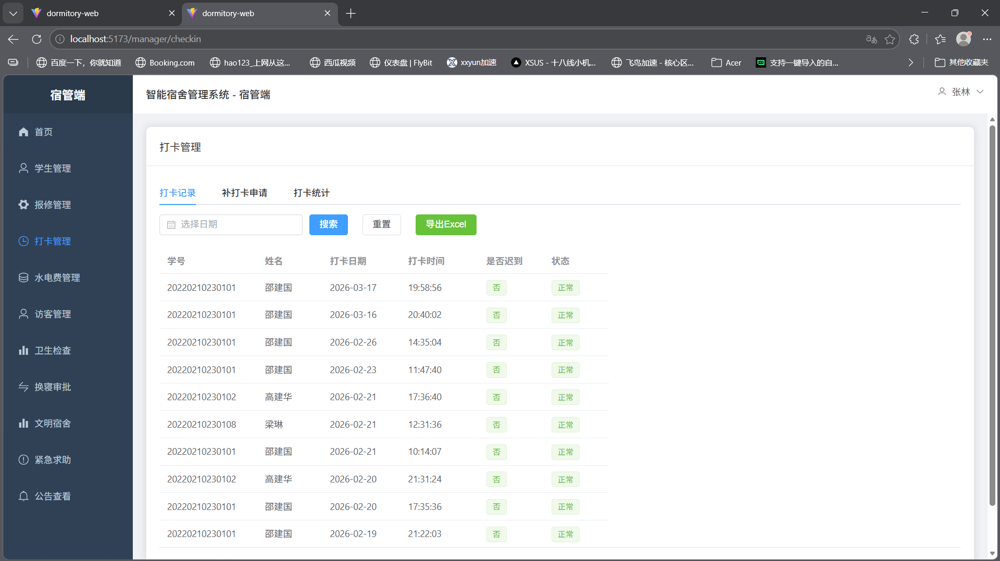 dormitory-web
dormitory-web
localhost:5173/manager/checkin
百度一下，你就知道
Booking.com
hao123_上网从这...
西瓜视频
仪表盘 | FlyBit
xxyun加速
XSUS - 十八线小机...
飞鸟加速 - 核心区...
Acer
支持一键导入的自...
其他收藏夹
宿管端
智能宿舍管理系统 - 宿管端
张林
首页
学生管理
报修管理
打卡管理
水电费管理
访客管理
卫生检查
换寝审批
文明宿舍
紧急求助
公告查看
打卡管理
打卡记录 补打卡申请 打卡统计
选择日期 搜索 重置 导出Excel
学号 姓名 打卡日期 打卡时间 是否迟到 状态
20220210230101 邵建国 2026-03-17 19:58:56 否 正常
20220210230101 邵建国 2026-03-16 20:40:02 否 正常
20220210230101 邵建国 2026-02-26 14:35:04 否 正常
20220210230101 邵建国 2026-02-23 11:47:40 否 正常
20220210230102 高建华 2026-02-21 17:36:40 否 正常
20220210230108 梁琳 2026-02-21 12:31:36 否 正常
20220210230101 邵建国 2026-02-21 10:14:07 否 正常
20220210230102 高建华 2026-02-20 21:31:24 否 正常
20220210230101 邵建国 2026-02-20 17:35:36 否 正常
20220210230101 邵建国 2026-02-19 21:22:03 否 正常